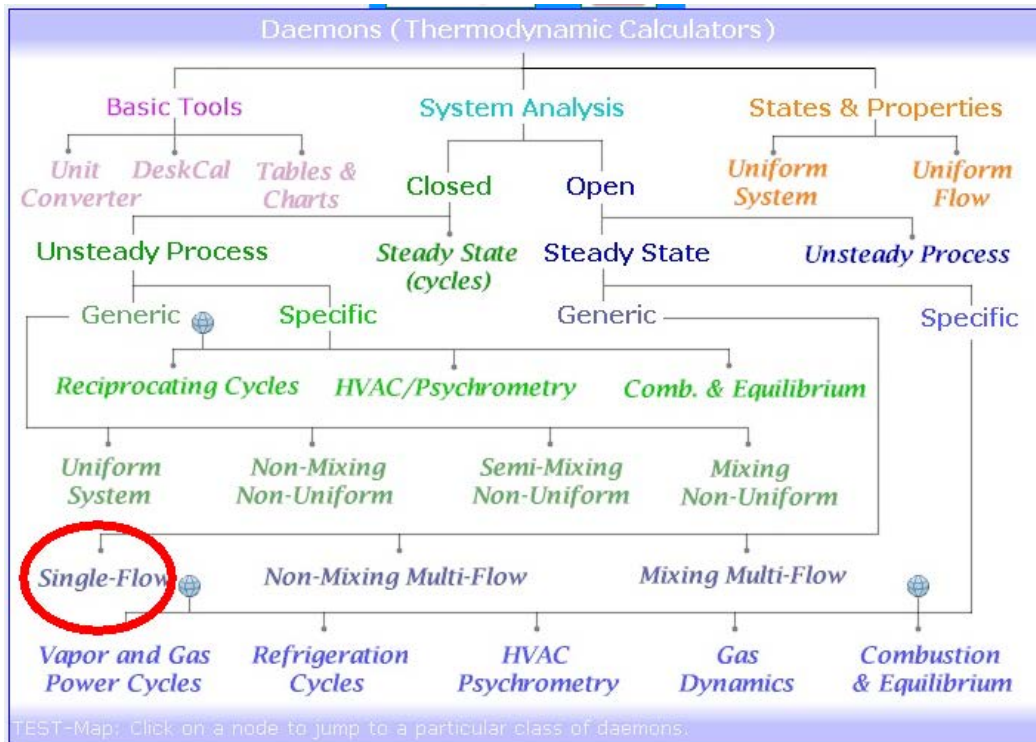 Daemons (Thermodynamic Calculators)
Basic Tools
System Analysis
States & Properties
Unit
Converter
DeskCal
Tables &
Charts
Closed
Open
Uniform
System
Uniform
Flow
Unsteady Process
Steady State
(cycles)
Steady State
Unsteady Process
Generic
Specific
Generic
Specific
Reciprocating Cycles
HVAC/Psychrometry
Comb. & Equilibrium
Uniform
System
Non-Mixing
Non-Uniform
Semi-Mixing
Non-Uniform
Mixing
Non-Uniform
Single-Flow
Non-Mixing Multi-Flow
Mixing Multi-Flow
Vapor and Gas
Power Cycles
Refrigeration
Cycles
HVAC
Psychrometry
Gas
Dynamics
Combustion
& Equilibrium
TEST-Map: Click on a node to jump to a particular class of daemons.